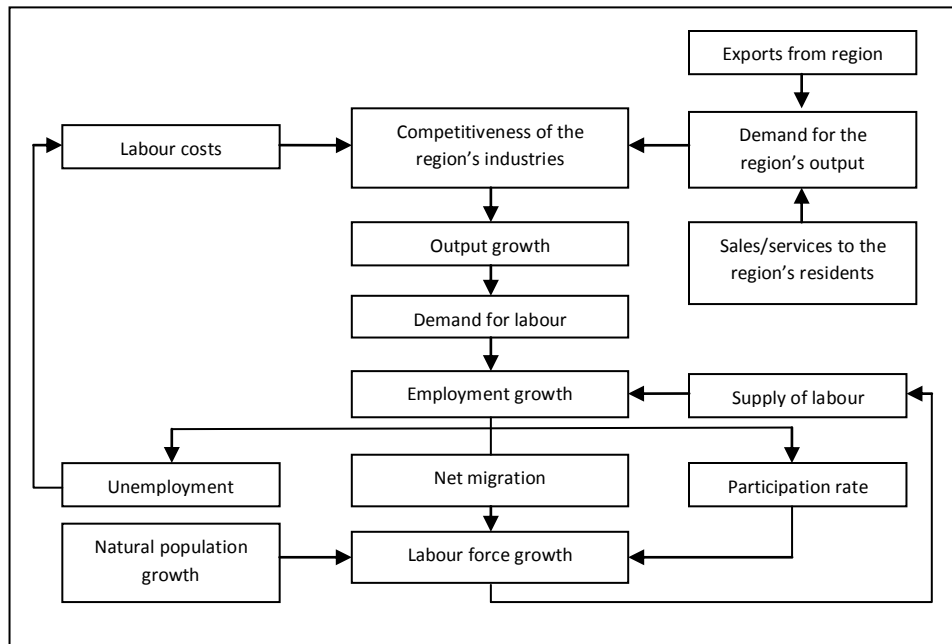 Exports from region
Labour costs
Competitiveness of the
region's industries
Demand for the
region's output
Output growth
Sales/services to the
region's residents
Demand for labour
Employment growth
Supply of labour
Unemployment
Net migration
Participation rate
Natural population
growth
Labour force growth